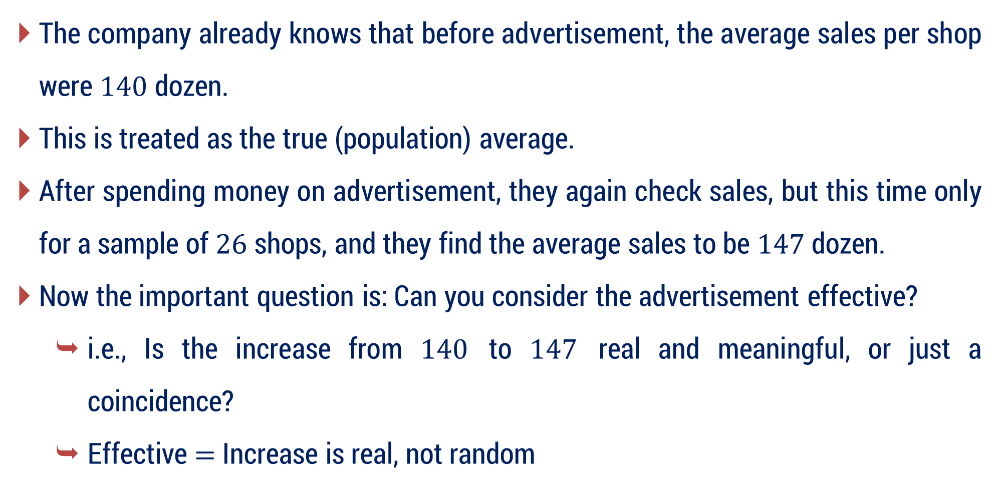 The company already knows that before advertisement, the average sales per shop
were 140 dozen.
This is treated as the true (population) average.
After spending money on advertisement, they again check sales, but this time only
for a sample of 26 shops, and they find the average sales to be 147 dozen.
Now the important question is: Can you consider the advertisement effective?
i.e., Is the increase from 140 to 147 real and meaningful, or just a
coincidence?
Effective = Increase is real, not random